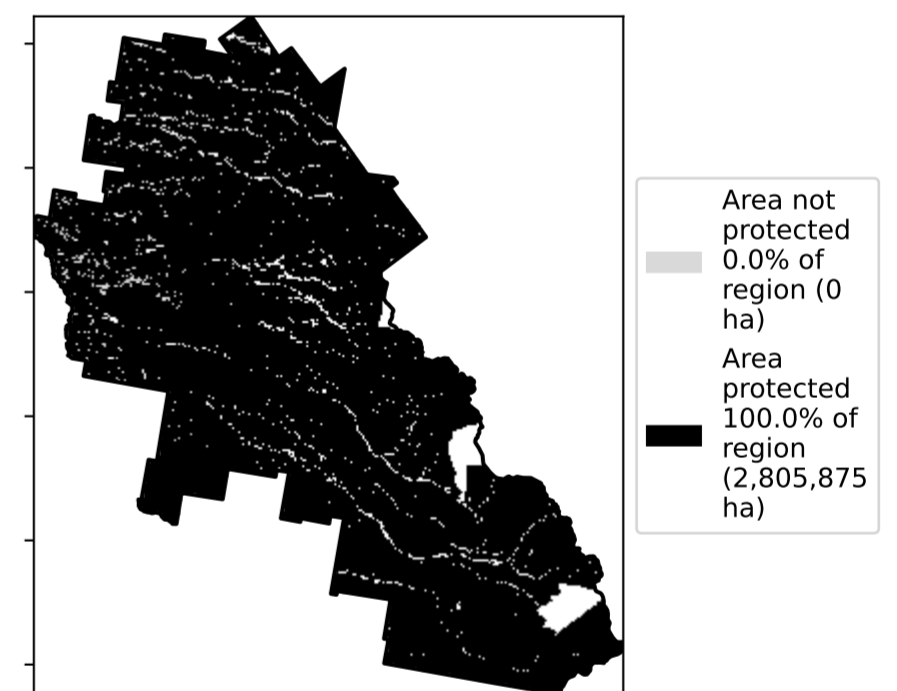 Area not
protected
0.0% of
region (0
ha)
Area
protected
100.0% of
region
(2,805,875
ha)